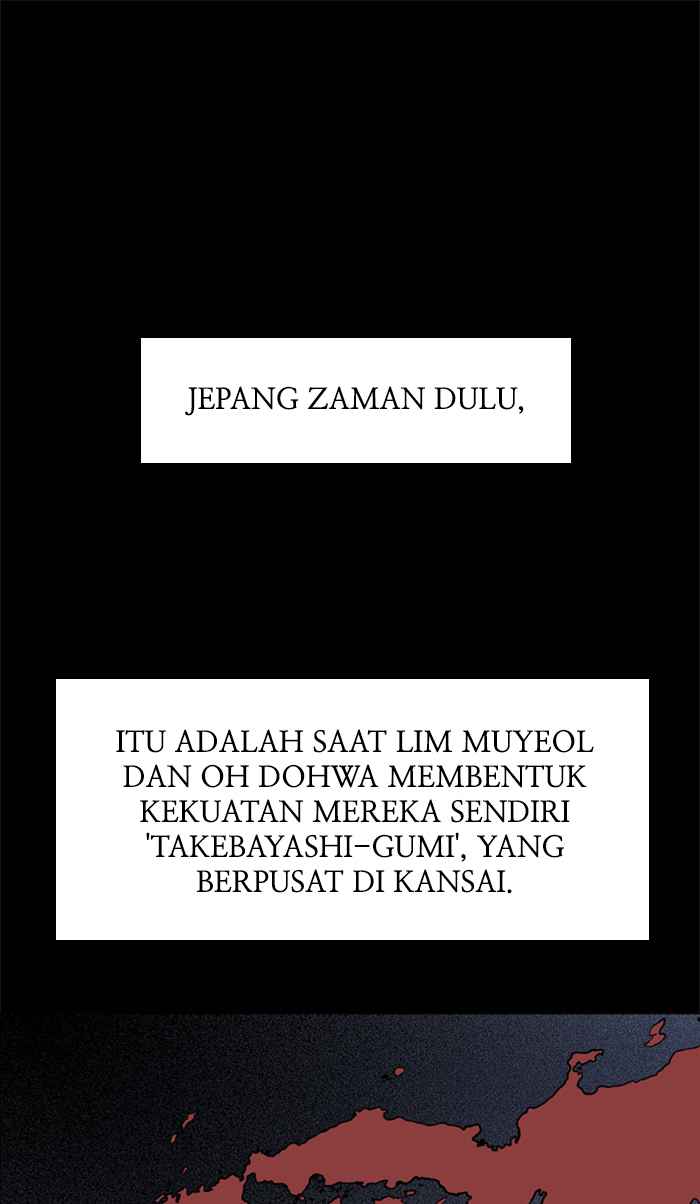 JEPANG ZAMAN DULU,
ITU ADALAH SAAT LIM MUYEOL
DAN OH DOHWA MEMBENTUK
KEKUATAN MEREKA SENDIRI
'TAKEBAYASHI-GUMI', YANG
BERPUSAT DI KANSAI.